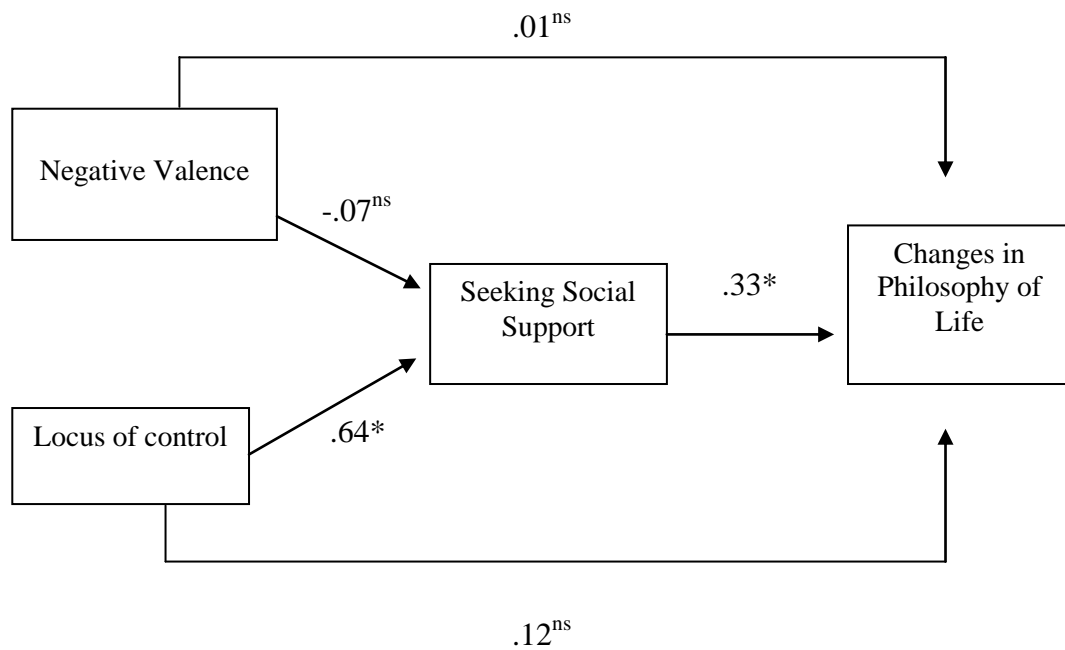 .01ns
Negative Valence
-.07ns
Seeking Social
Support
.33*
Changes in
Philosophy of
Life
Locus of control
.64*
.12ns